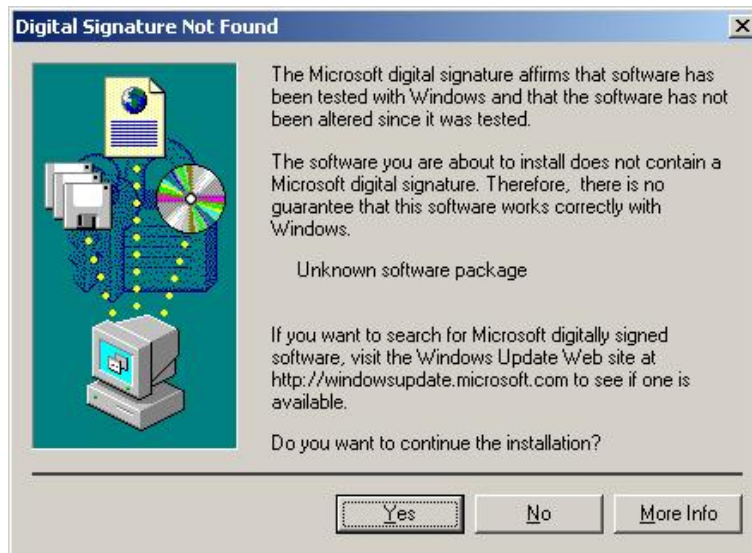 Digital Signature Not Found
The Microsoft digital signature affirms that software has
been tested with Windows and that the software has not
been altered since it was tested.
The software you are about to install does not contain a
Microsoft digital signature. Therefore, there is no
guarantee that this software works correctly with
Windows.
Unknown software package
If you want to search for Microsoft digitally signed
software, visit the Windows Update Web site at
http://windowsupdate.microsoft.com to see if one is
available.
Do you want to continue the installation?
Yes No More Info